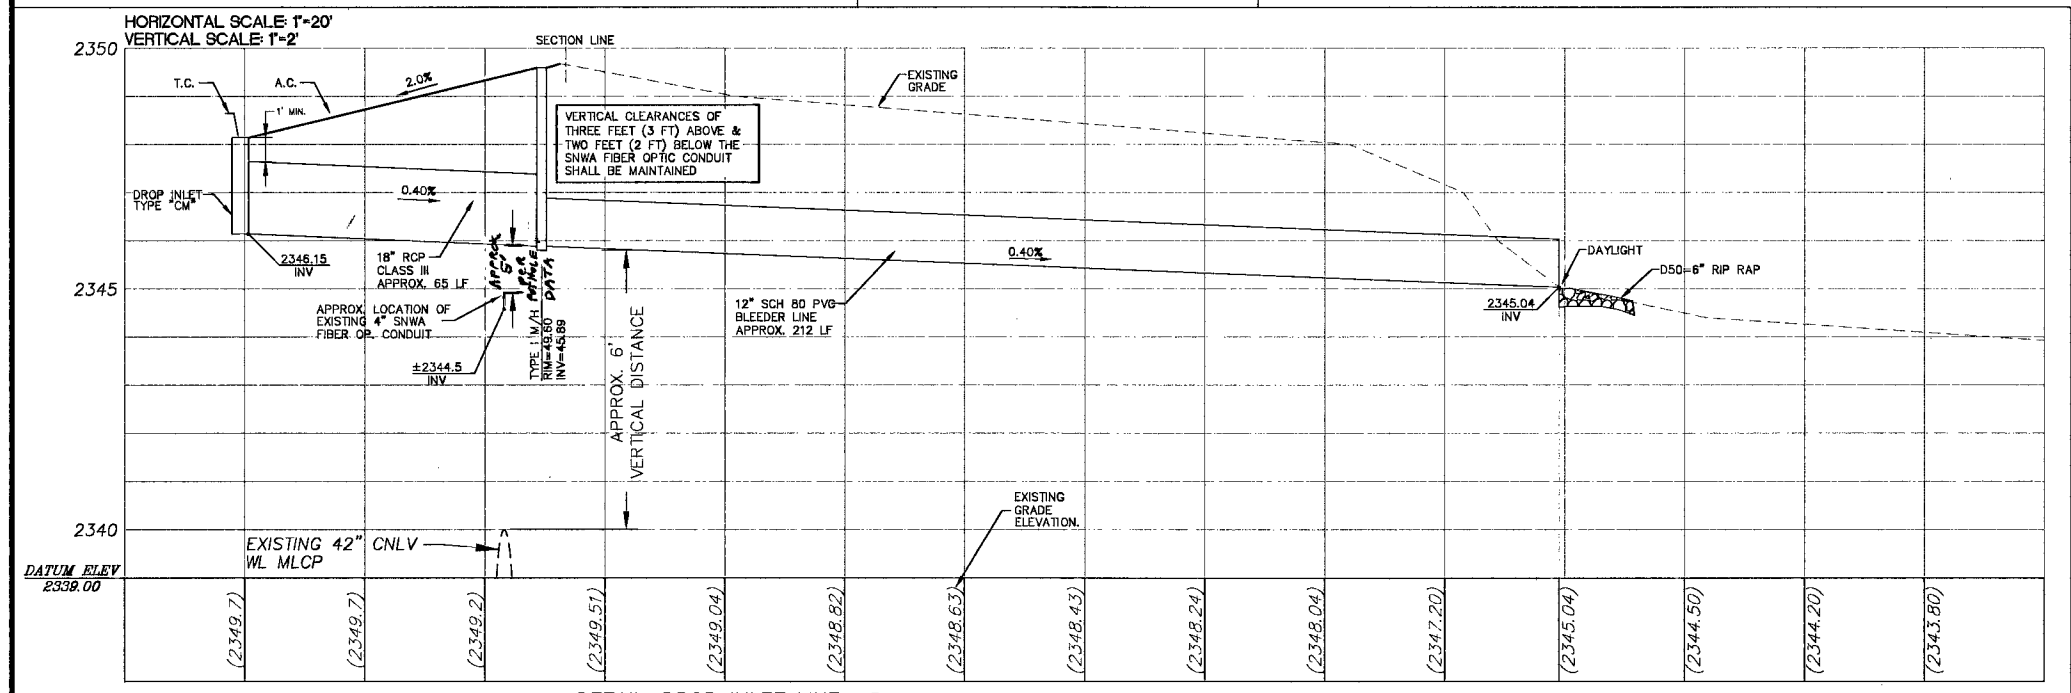 HORIZONTAL SCALE: 1"=20'
VERTICAL SCALE: 1"=2'
2350
SECTION LINE
T.C.
A.C.
2.0%
EXISTING
GRADE
1' MIN.
VERTICAL CLEARANCES OF
THREE FEET (3 FT) ABOVE &
TWO FEET (2 FT) BELOW THE
SNWA FIBER OPTIC CONDUIT
SHALL BE MAINTAINED
DROP INLET
TYPE "CM"
0.40%
2346.15
INV
18" RCP
CLASS III
APPROX. 65 LF
APPROX.
5'
PER
POTHOLE
DATA
0.40%
DAYLIGHT
D50=6" RIP RAP
2345
APPROX. LOCATION OF
EXISTING 4" SNWA
FIBER OP. CONDUIT
±2344.5
INV
TYPE I M/H
RIM=49.60
INV=45.89
APPROX. 6'
VERTICAL DISTANCE
12" SCH 80 PVC
BLEEDER LINE
APPROX. 212 LF
2345.04
INV
2340
EXISTING 42" CNLV
WL MLCP
EXISTING
GRADE
ELEVATION.
DATUM ELEV
2339.00
(2349.7)
(2349.7)
(2349.2)
(2349.51)
(2349.04)
(2348.82)
(2348.63)
(2348.43)
(2348.24)
(2348.04)
(2347.20)
(2345.04)
(2344.50)
(2344.20)
(2343.80)